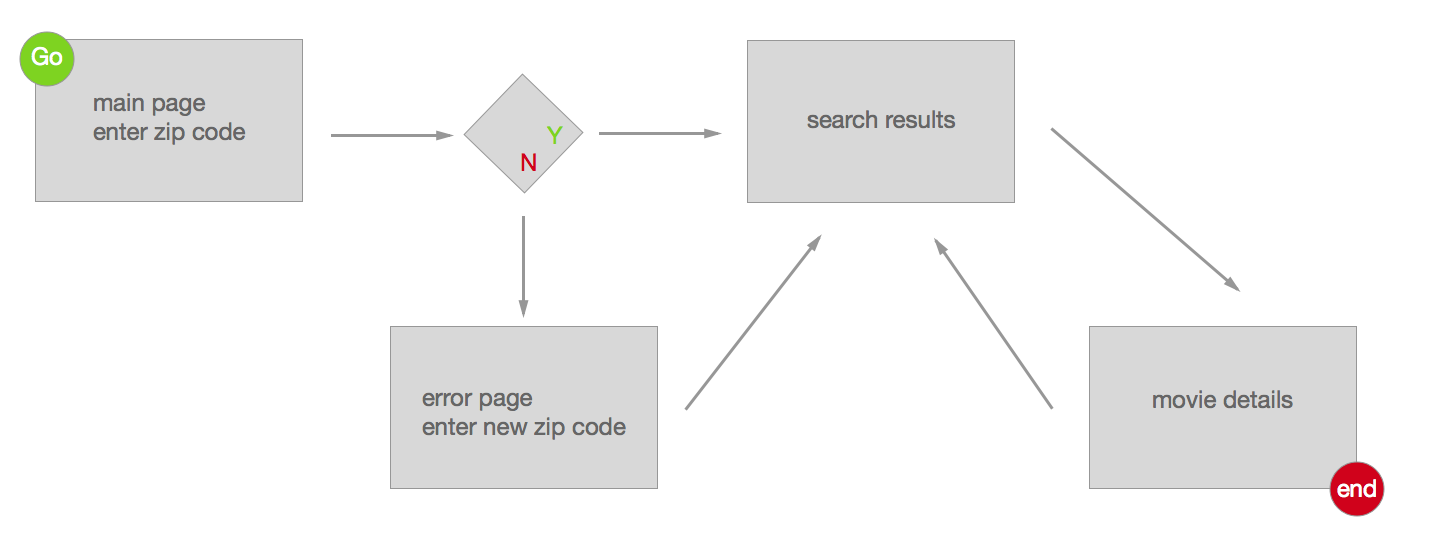 Go
main page
enter zip code
Y
N
search results
error page
enter new zip code
movie details
end